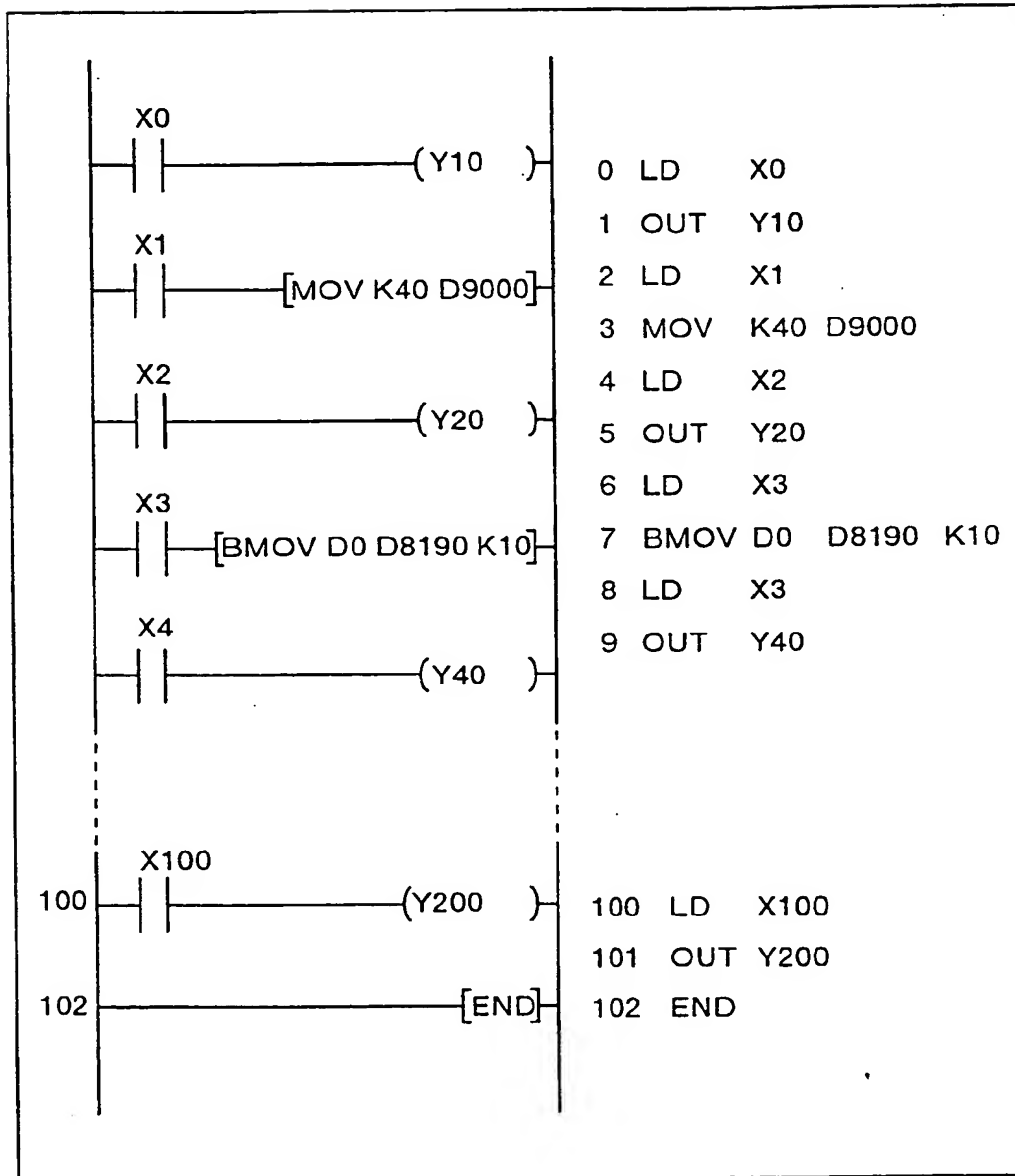 X0
(Y10 )
X1
[MOV K40 D9000]
X2
(Y20 )
X3
[BMOV D0 D8190 K10]
X4
(Y40 )
X100
100
(Y200 )
102
[END]
0 LD X0
1 OUT Y10
2 LD X1
3 MOV K40 D9000
4 LD X2
5 OUT Y20
6 LD X3
7 BMOV D0 D8190 K10
8 LD X3
9 OUT Y40
100 LD X100
101 OUT Y200
102 END